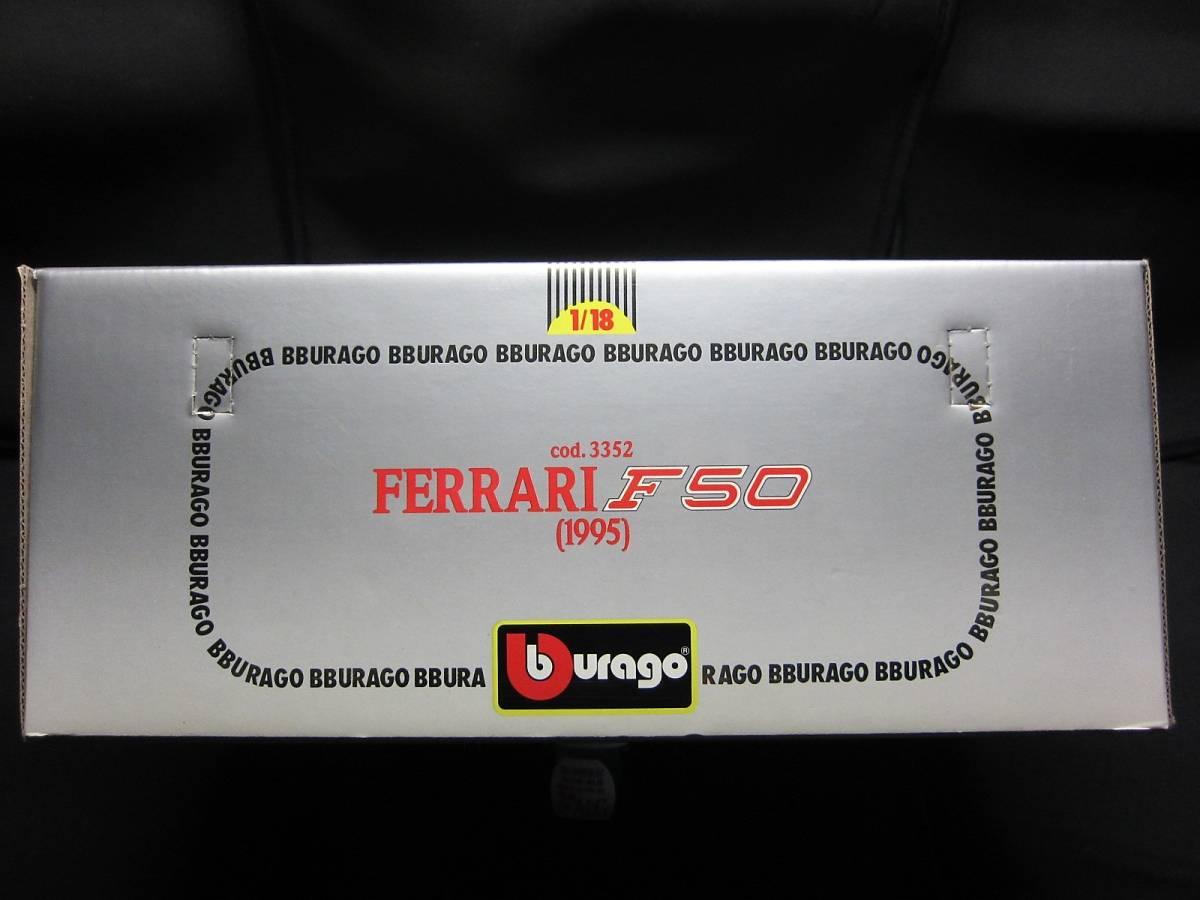 1/18
BBURAGO BBURAGO BBURAGO BBURAGO BBURAGO BBURAGO BBURAGO BBURAGO
BBURAGO BBURAGO
BBURAGO BBURAGO
cod. 3352
FERRARI F50
(1995)
BBURAGO BBURAGO BBURA
bburago®
RAGO BBURAGO BBURAGO